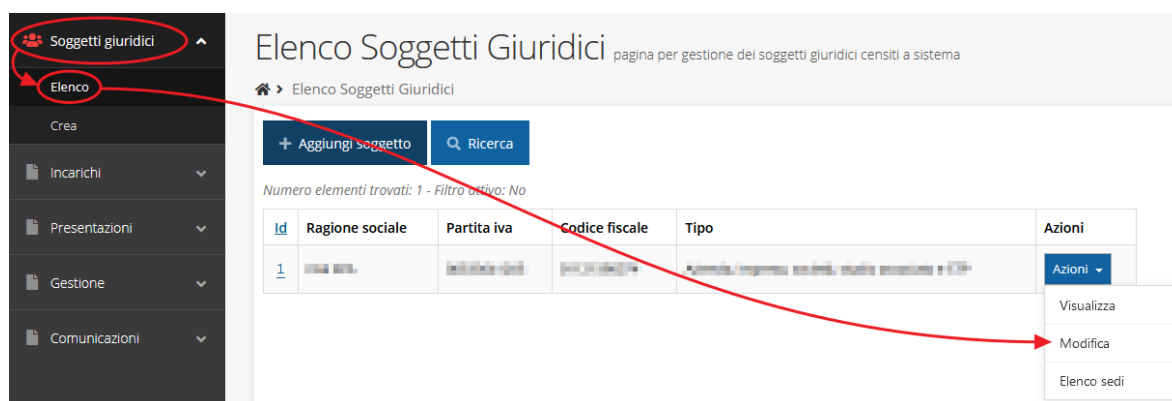 Soggetti giuridici
Elenco
Crea
Incarichi
Presentazioni
Gestione
Comunicazioni
Elenco Soggetti Giuridici pagina per gestione dei soggetti giuridici censiti a sistema
Elenco Soggetti Giuridici
+ Aggiungi soggetto Ricerca
Numero elementi trovati: 1 - Filtro attivo: No
Id Ragione sociale Partita iva Codice fiscale Tipo Azioni
1 Azioni
Visualizza
Modifica
Elenco sedi